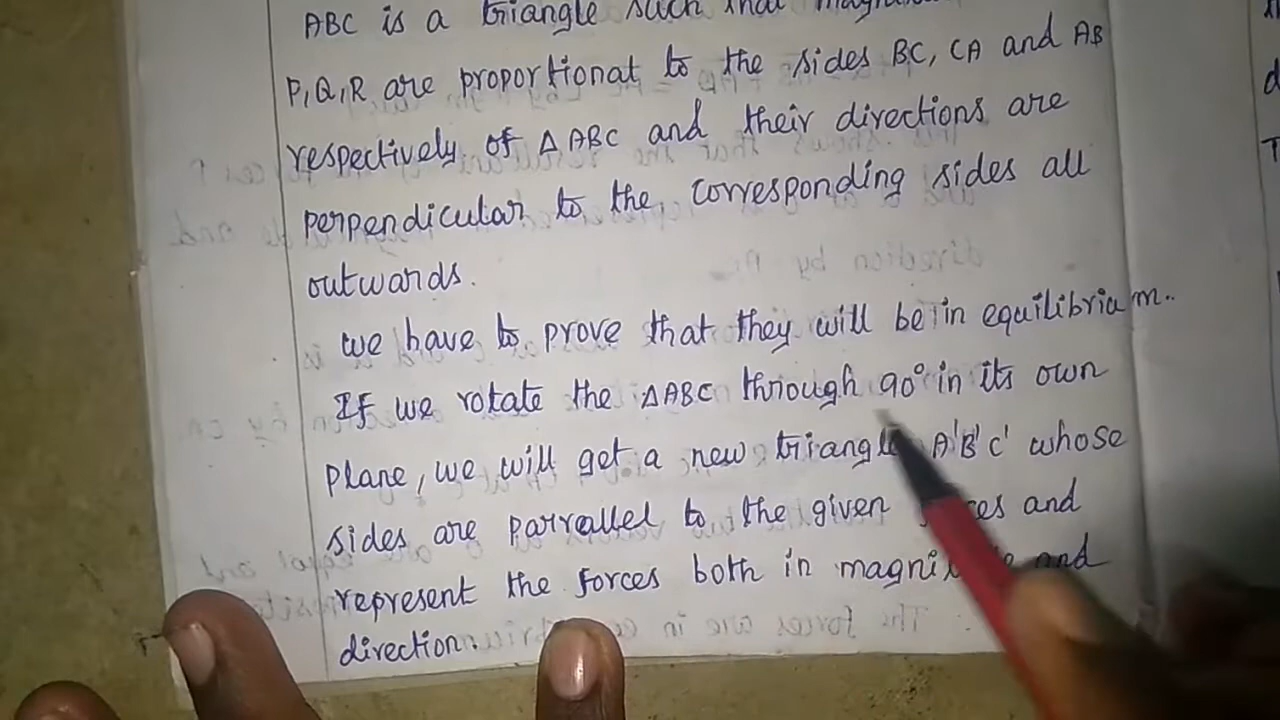 ABC is a triangle such that
P, Q, R are proportionat to the sides BC, CA and AB
respectively of Δ ABC and their directions are
perpendicular to the corresponding sides all
outwards.
we have to prove that they will be in equilibrium.
If we rotate the ΔABC through 90° in its own
plane, we will get a new triangle A'B'C' whose
sides are parrallel to the given and
represent the forces both in and
direction.